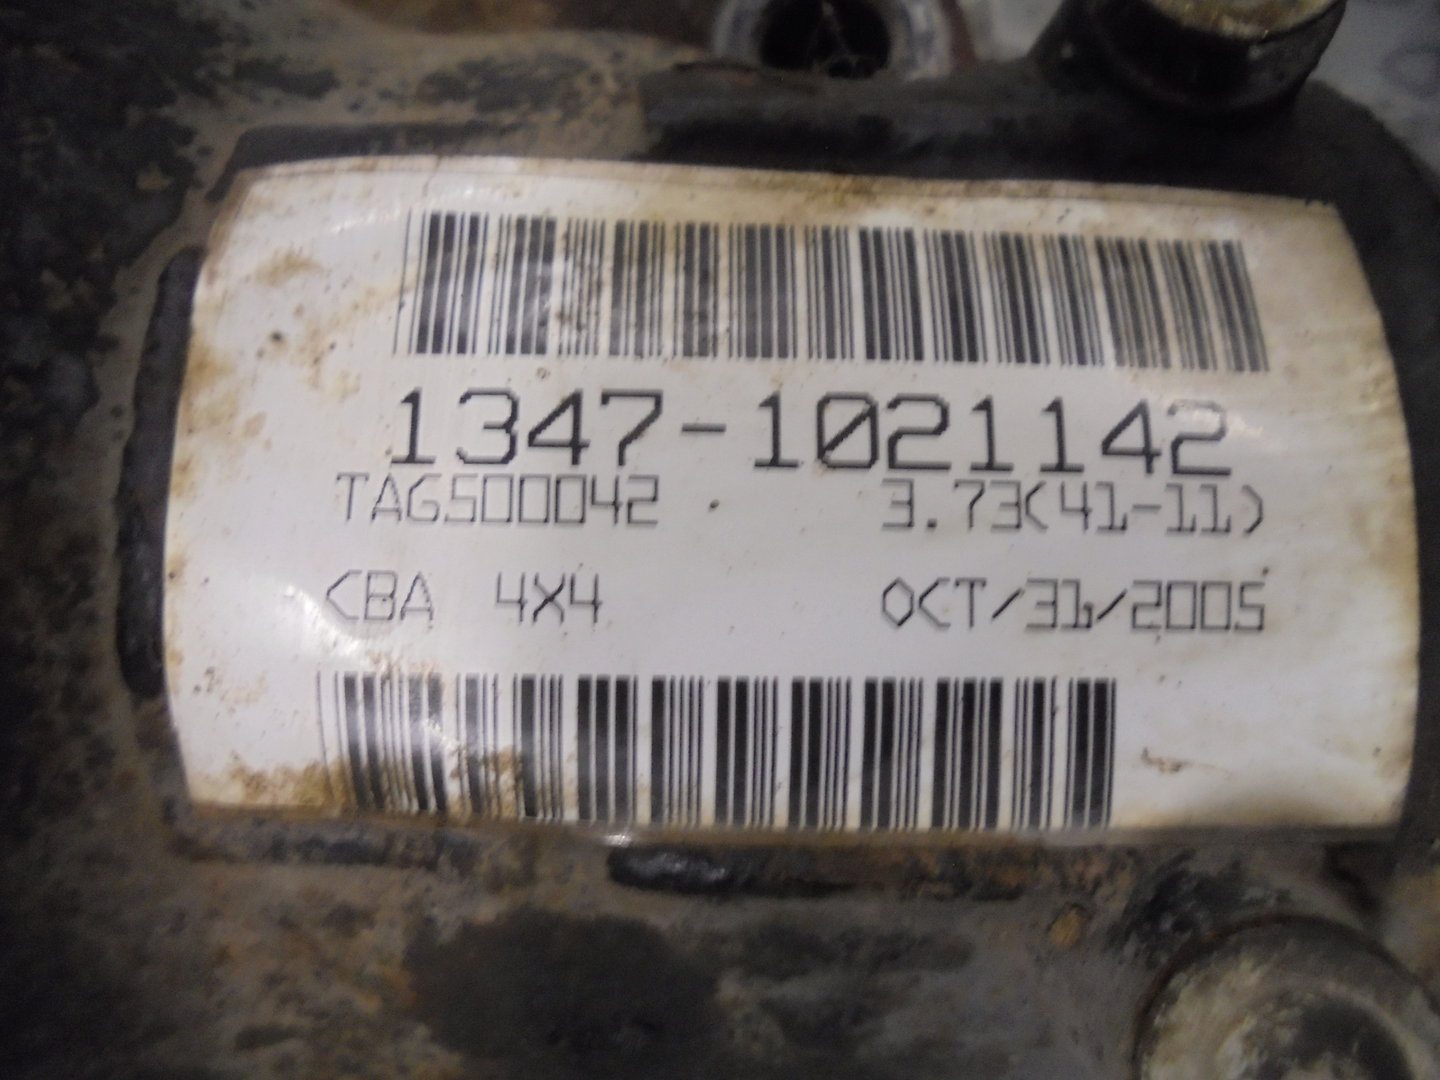 1347-1021142
TAG500042 3.73(41-11)
CBA 4X4 OCT/31/2005